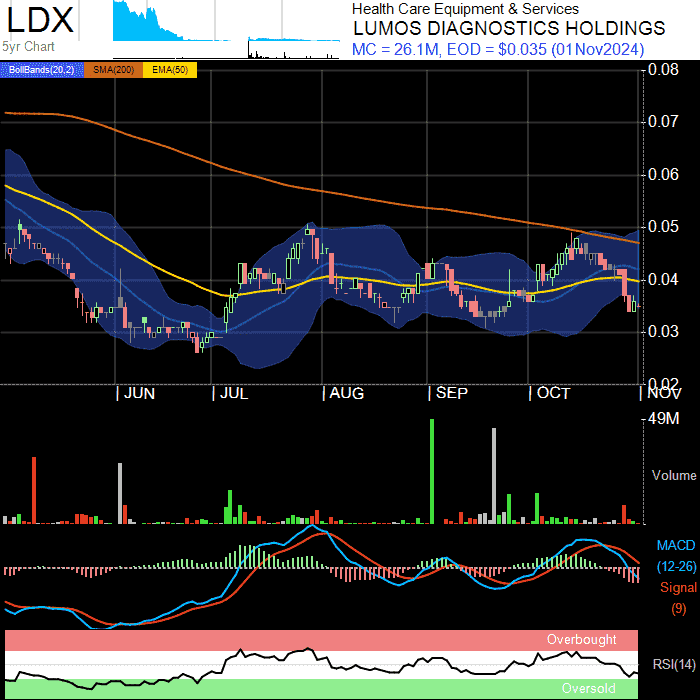 LDX
5yr Chart
Health Care Equipment & Services
LUMOS DIAGNOSTICS HOLDINGS
MC = 26.1M, EOD = $0.035 (01Nov2024)
BollBands(20,2) SMA(200) EMA(50)
0.08
0.07
0.06
0.05
0.04
0.03
0.02
JUN JUL AUG SEP OCT NOV
49M
Volume
MACD
(12-26)
Signal
(9)
Overbought
RSI(14)
Oversold